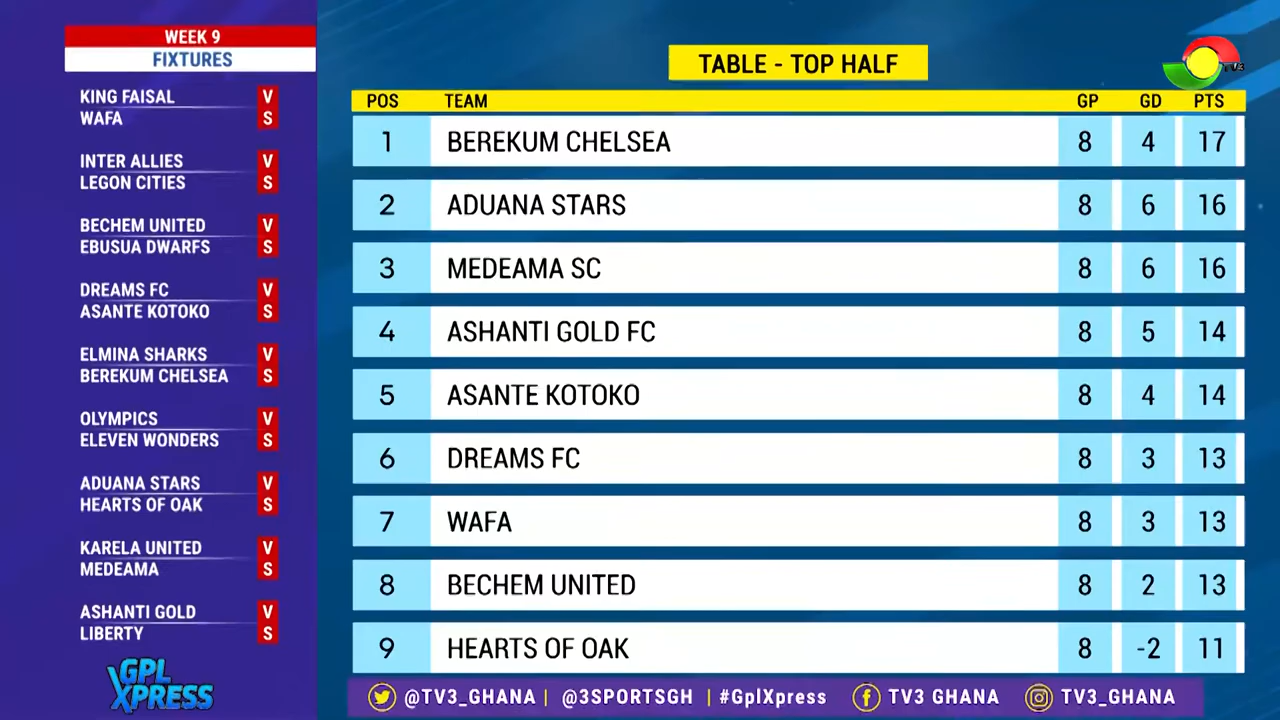 WEEK 9
FIXTURES
KING FAISAL V
WAFA S
INTER ALLIES V
LEGON CITIES S
BECHEM UNITED V
EBUSUA DWARFS S
DREAMS FC V
ASANTE KOTOKO S
ELMINA SHARKS V
BEREKUM CHELSEA S
OLYMPICS V
ELEVEN WONDERS S
ADUANA STARS V
HEARTS OF OAK S
KARELA UNITED V
MEDEAMA S
ASHANTI GOLD V
LIBERTY S
GPL
XPRESS
TABLE - TOP HALF
TV3
POS TEAM GP GD PTS
1 BEREKUM CHELSEA 8 4 17
2 ADUANA STARS 8 6 16
3 MEDEAMA SC 8 6 16
4 ASHANTI GOLD FC 8 5 14
5 ASANTE KOTOKO 8 4 14
6 DREAMS FC 8 3 13
7 WAFA 8 3 13
8 BECHEM UNITED 8 2 13
9 HEARTS OF OAK 8 -2 11
@TV3_GHANA | @3SPORTSGH | #GplXpress TV3 GHANA TV3_GHANA